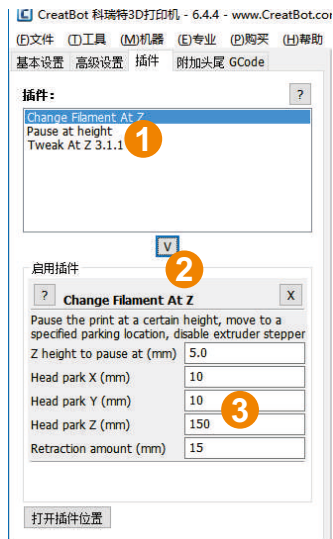 CreatBot 科瑞特3D打印机 - 6.4.4 - www.CreatBot.com
(F)文件 (T)工具 (M)机器 (E)专业 (P)购买 (H)帮助
基本设置 高级设置 插件 附加头尾 GCode
插件： ?
Change Filament At Z
Pause at height
Tweak At Z 3.1.1
1
V
2
启用插件
? Change Filament At Z X
Pause the print at a certain height, move to a
specified parking location, disable extruder stepper
Z height to pause at (mm) 5.0
Head park X (mm) 10
Head park Y (mm) 10
3
Head park Z (mm) 150
Retraction amount (mm) 15
打开插件位置